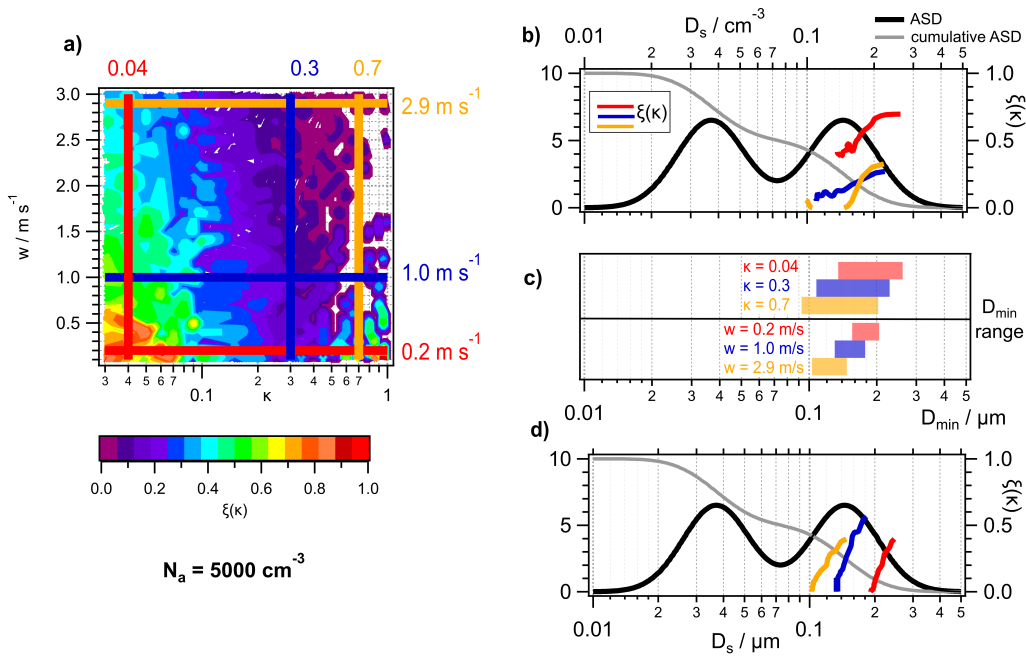 a)
0.04 0.3 0.7
3.0
2.5
2.0
1.5
1.0
0.5
w / m s-1
2.9 m s-1
1.0 m s-1
0.2 m s-1
3 4 5 6 7 2 3 4 5 6 7
0.1 κ 1
0.0 0.2 0.4 0.6 0.8 1.0
ξ(κ)
Na = 5000 cm-3
b)
Ds / cm-3
ASD
cumulative ASD
0.01 0.1
2 3 4 5 6 7 2 3 4 5
10
5
0
ξ(κ)
1.0
0.5
0.0
ξ(κ)
c)
κ = 0.04
κ = 0.3
κ = 0.7
w = 0.2 m/s
w = 1.0 m/s
w = 2.9 m/s
Dmin
range
2 3 4 5 6 7 2 3 4 5
0.01 0.1 Dmin / µm
d)
10
5
0
1.0
0.5
0.0
ξ(κ)
2 3 4 5 6 7 2 3 4 5
0.01 0.1
Ds / µm